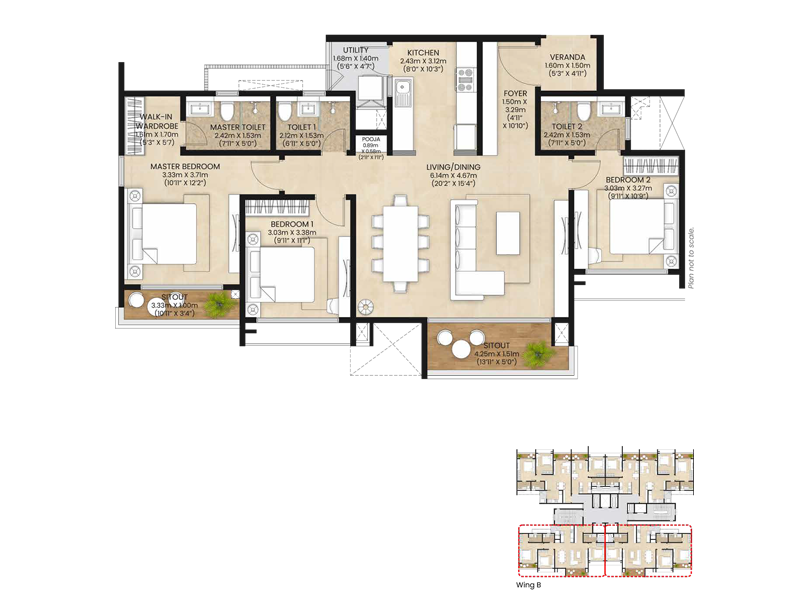 UTILITY
1.68m X 1.40m
(5'6" X 4'7")
KITCHEN
2.43m X 3.12m
(8'0" X 10'3")
VERANDA
1.60m X 1.50m
(5'3" X 4'11")
FOYER
1.50m X
3.29m
(4'11"
X 10'10")
WALK-IN
WARDROBE
1.61m X 1.70m
(5'3" X 5'7)
MASTER TOILET
2.42m X 1.53m
(7'11" X 5'0")
TOILET 1
2.12m X 1.53m
(6'11" X 5'0")
POOJA
0.89m
X 0.58m
(2'11" X 1'11")
TOILET 2
2.42m X 1.53m
(7'11" X 5'0")
MASTER BEDROOM
3.33m X 3.71m
(10'11" X 12'2")
LIVING/DINING
6.14m X 4.67m
(20'2" X 15'4")
BEDROOM 2
3.03m X 3.27m
(9'11" X 10'9")
BEDROOM 1
3.03m X 3.38m
(9'11" X 11'1")
SITOUT
3.33m X 1.00m
(10'11" X 3'4")
SITOUT
4.25m X 1.51m
(13'11" X 5'0")
Plan not to scale.
Wing B